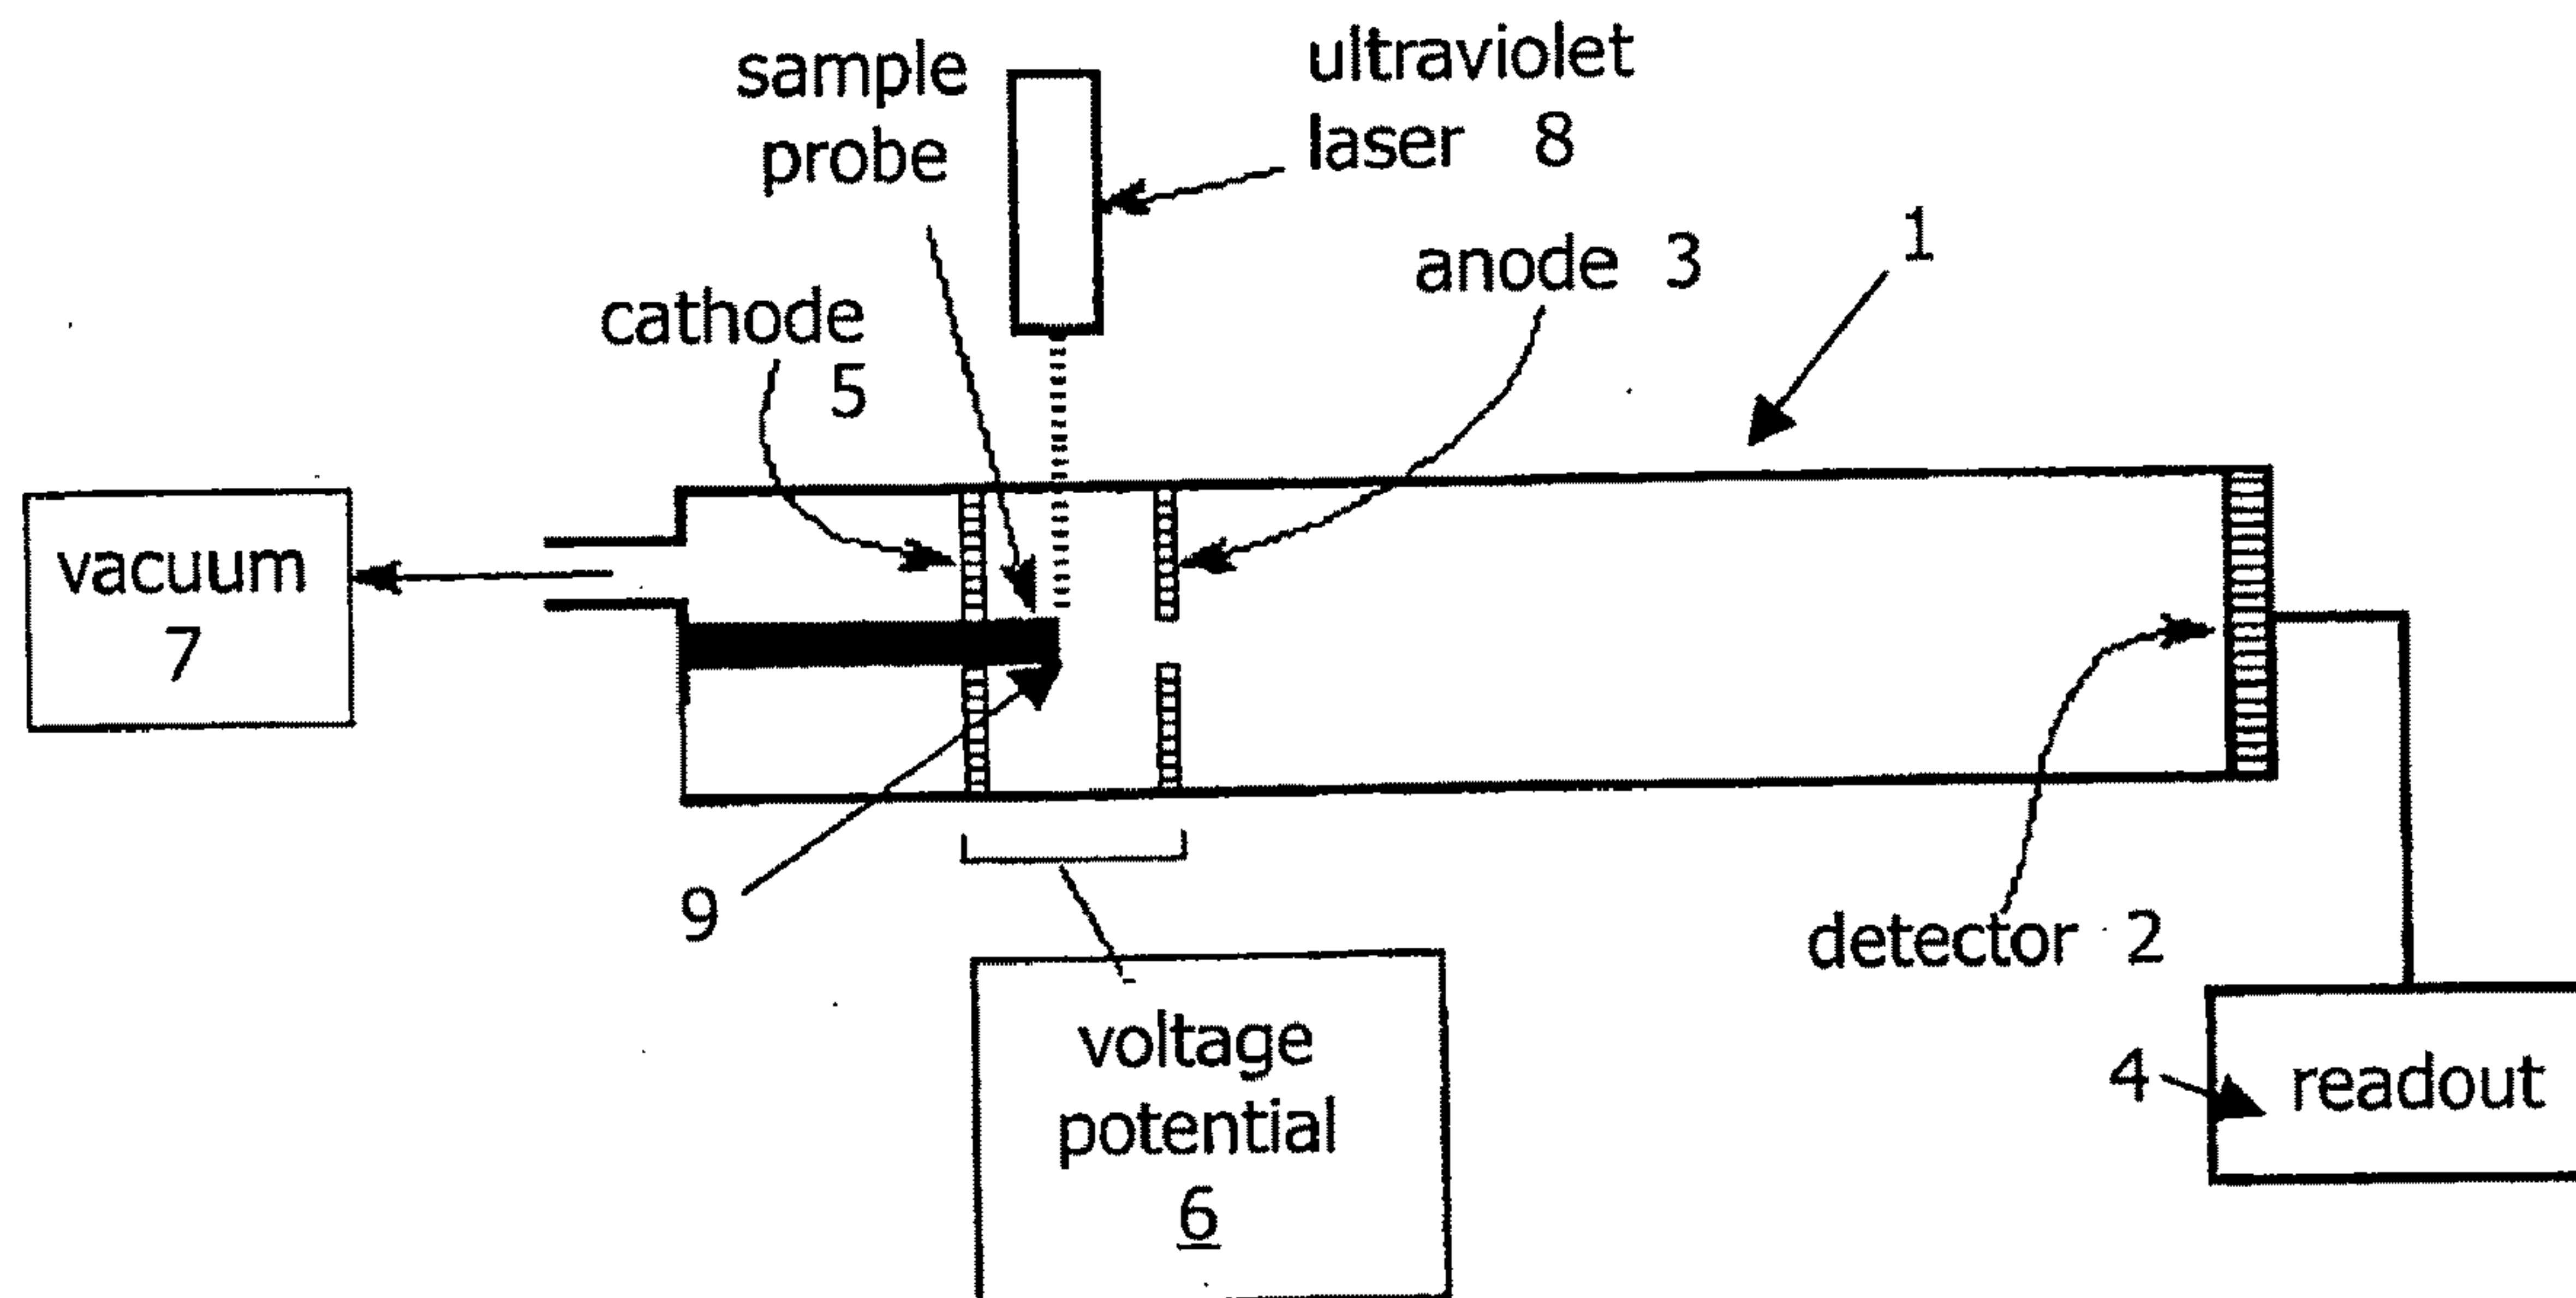 sample
probe
ultraviolet
laser 8
cathode
5
anode 3
1
vacuum
7
9
detector 2
voltage
potential
6
4
readout